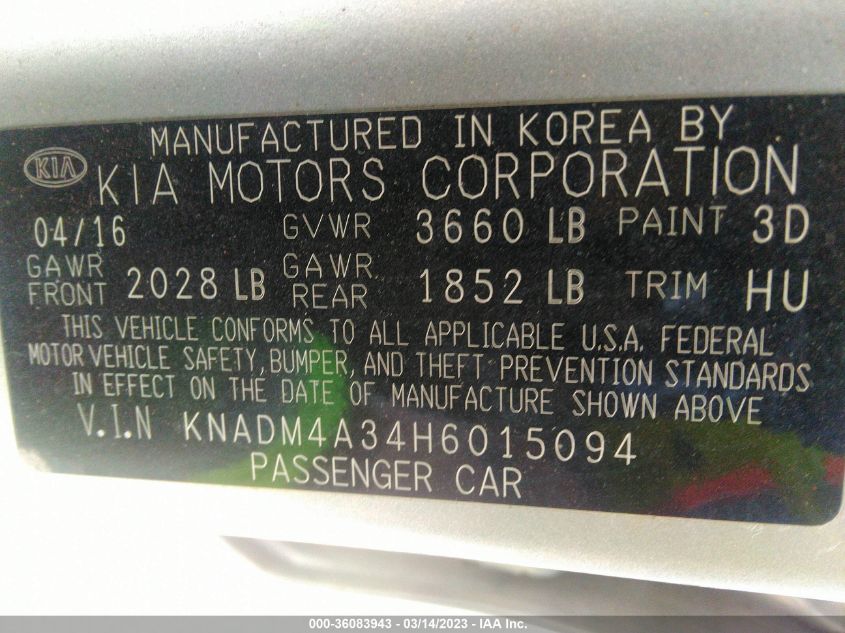 MANUFACTURED IN KOREA BY
KIA KIA MOTORS CORPORATION
04/16 GVWR 3660 LB PAINT 3D
GAWR FRONT 2028 LB GAWR REAR 1852 LB TRIM HU
THIS VEHICLE CONFORMS TO ALL APPLICABLE U.S.A. FEDERAL
MOTOR VEHICLE SAFETY, BUMPER, AND THEFT PREVENTION STANDARDS
IN EFFECT ON THE DATE OF MANUFACTURE SHOWN ABOVE
V.I.N KNADM4A34H6015094
PASSENGER CAR
000-36083943 - 03/14/2023 - IAA Inc.